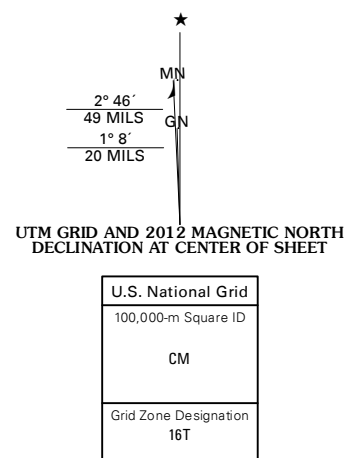 ★
MN
2° 46´
49 MILS
GN
1° 8´
20 MILS
UTM GRID AND 2012 MAGNETIC NORTH
DECLINATION AT CENTER OF SHEET
U.S. National Grid
100,000-m Square ID
CM
Grid Zone Designation
16T